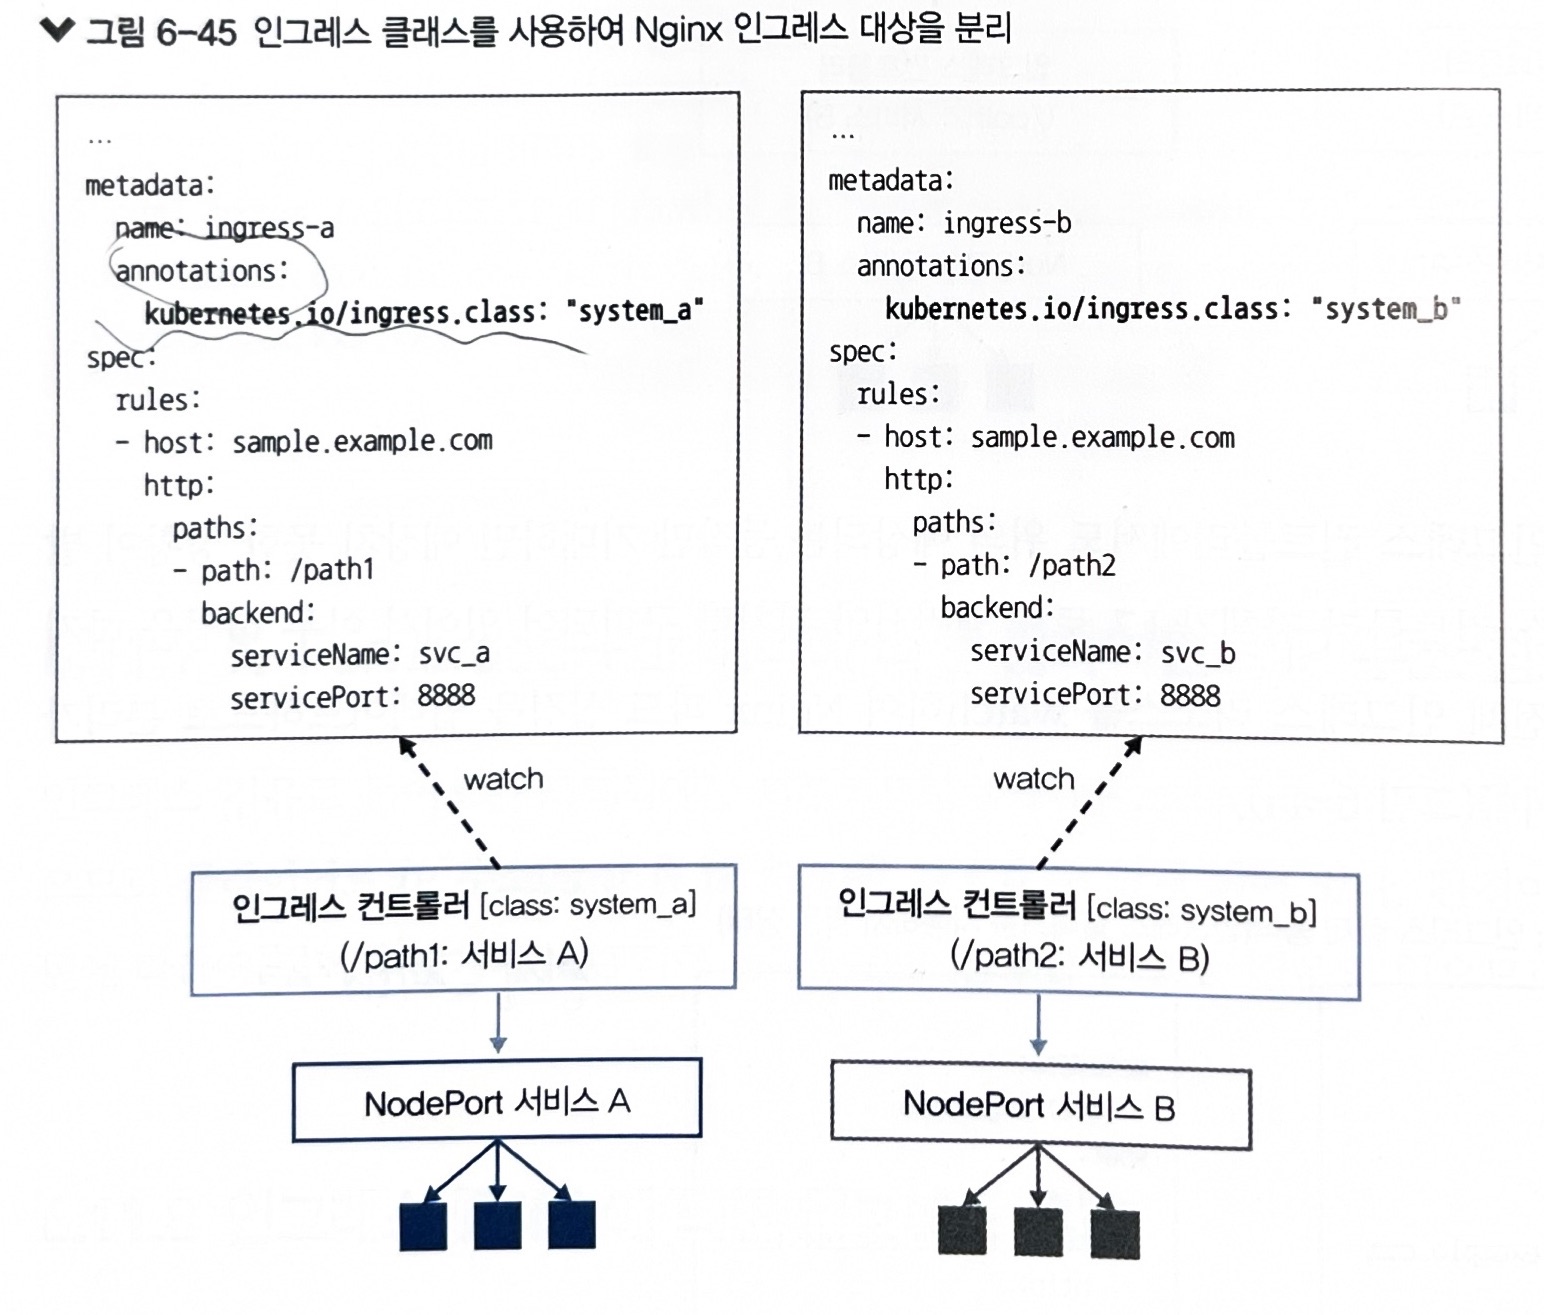 그림 6-45 인그레스 클래스를 사용하여 Nginx 인그레스 대상을 분리
...
metadata:
  name: ingress-a
  annotations:
    kubernetes.io/ingress.class: "system_a"
spec:
  rules:
  - host: sample.example.com
    http:
      paths:
      - path: /path1
        backend:
          serviceName: svc_a
          servicePort: 8888
...
metadata:
  name: ingress-b
  annotations:
    kubernetes.io/ingress.class: "system_b"
spec:
  rules:
  - host: sample.example.com
    http:
      paths:
      - path: /path2
        backend:
          serviceName: svc_b
          servicePort: 8888
watch
watch
인그레스 컨트롤러 [class: system_a]
(/path1: 서비스 A)
인그레스 컨트롤러 [class: system_b]
(/path2: 서비스 B)
NodePort 서비스 A
NodePort 서비스 B